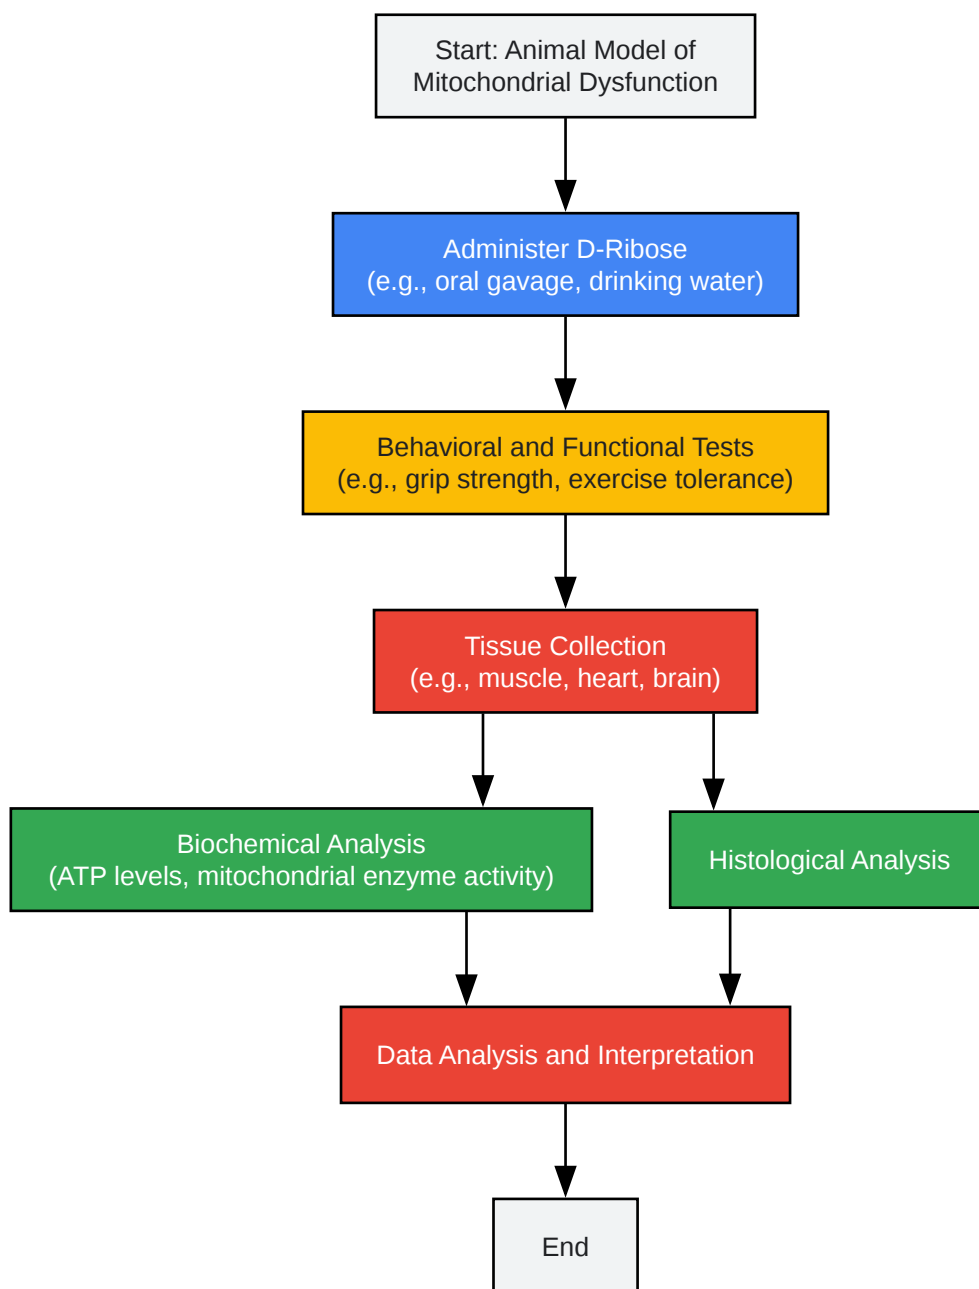 Start: Animal Model of
Mitochondrial Dysfunction
Administer D-Ribose
(e.g., oral gavage, drinking water)
Behavioral and Functional Tests
(e.g., grip strength, exercise tolerance)
Tissue Collection
(e.g., muscle, heart, brain)
Biochemical Analysis
(ATP levels, mitochondrial enzyme activity)
Histological Analysis
Data Analysis and Interpretation
End